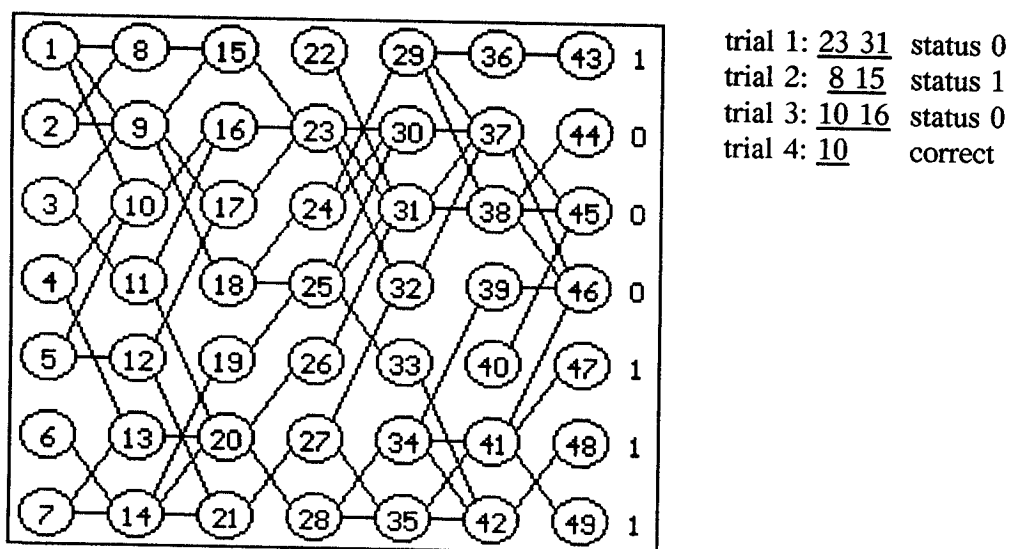 1 8 15 22 29 36 43 1
2 9 16 23 30 37 44 0
3 10 17 24 31 38 45 0
4 11 18 25 32 39 46 0
5 12 19 26 33 40 47 1
6 13 20 27 34 41 48 1
7 14 21 28 35 42 49 1
trial 1: 23 31 status 0
trial 2: 8 15 status 1
trial 3: 10 16 status 0
trial 4: 10 correct